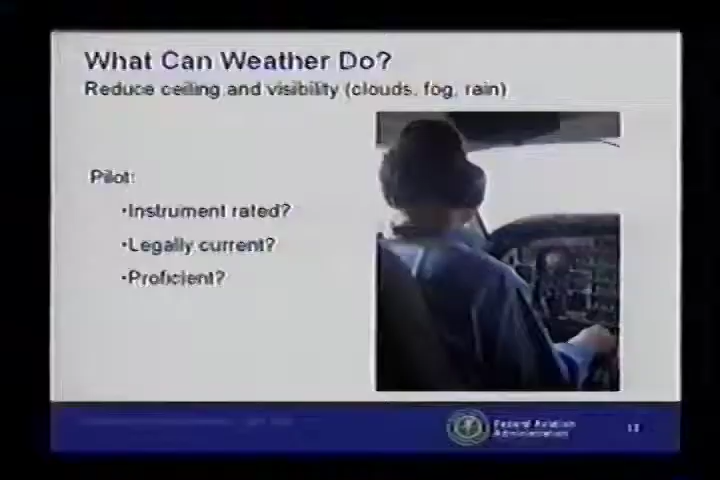 What Can Weather Do?
Reduce ceiling and visibility (clouds, fog, rain)
Pilot:
•Instrument rated?
•Legally current?
•Proficient?
Federal Aviation
Administration